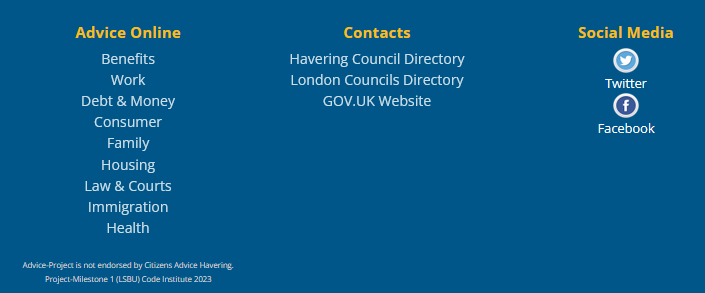 Advice Online
Benefits
Work
Debt & Money
Consumer
Family
Housing
Law & Courts
Immigration
Health
Contacts
Havering Council Directory
London Councils Directory
GOV.UK Website
Social Media
Twitter
Facebook
Advice-Project is not endorsed by Citizens Advice Havering.
Project-Milestone 1 (LSBU) Code Institute 2023